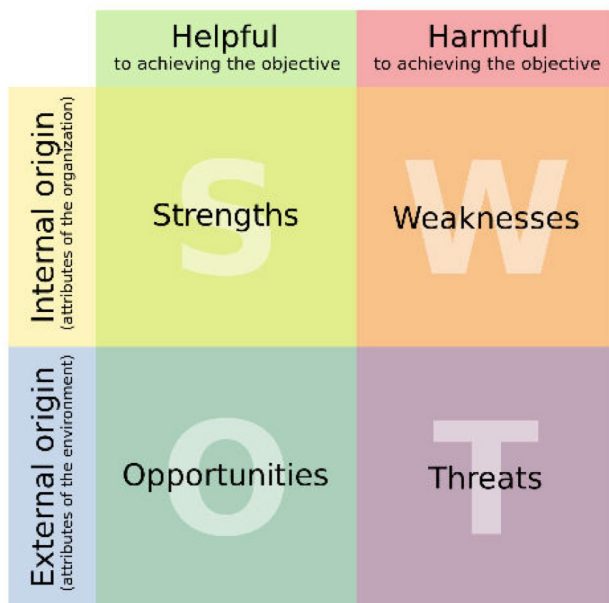 Helpful
to achieving the objective
Harmful
to achieving the objective
Internal origin
(attributes of the organization)
S
Strengths
W
Weaknesses
External origin
(attributes of the environment)
O
Opportunities
T
Threats